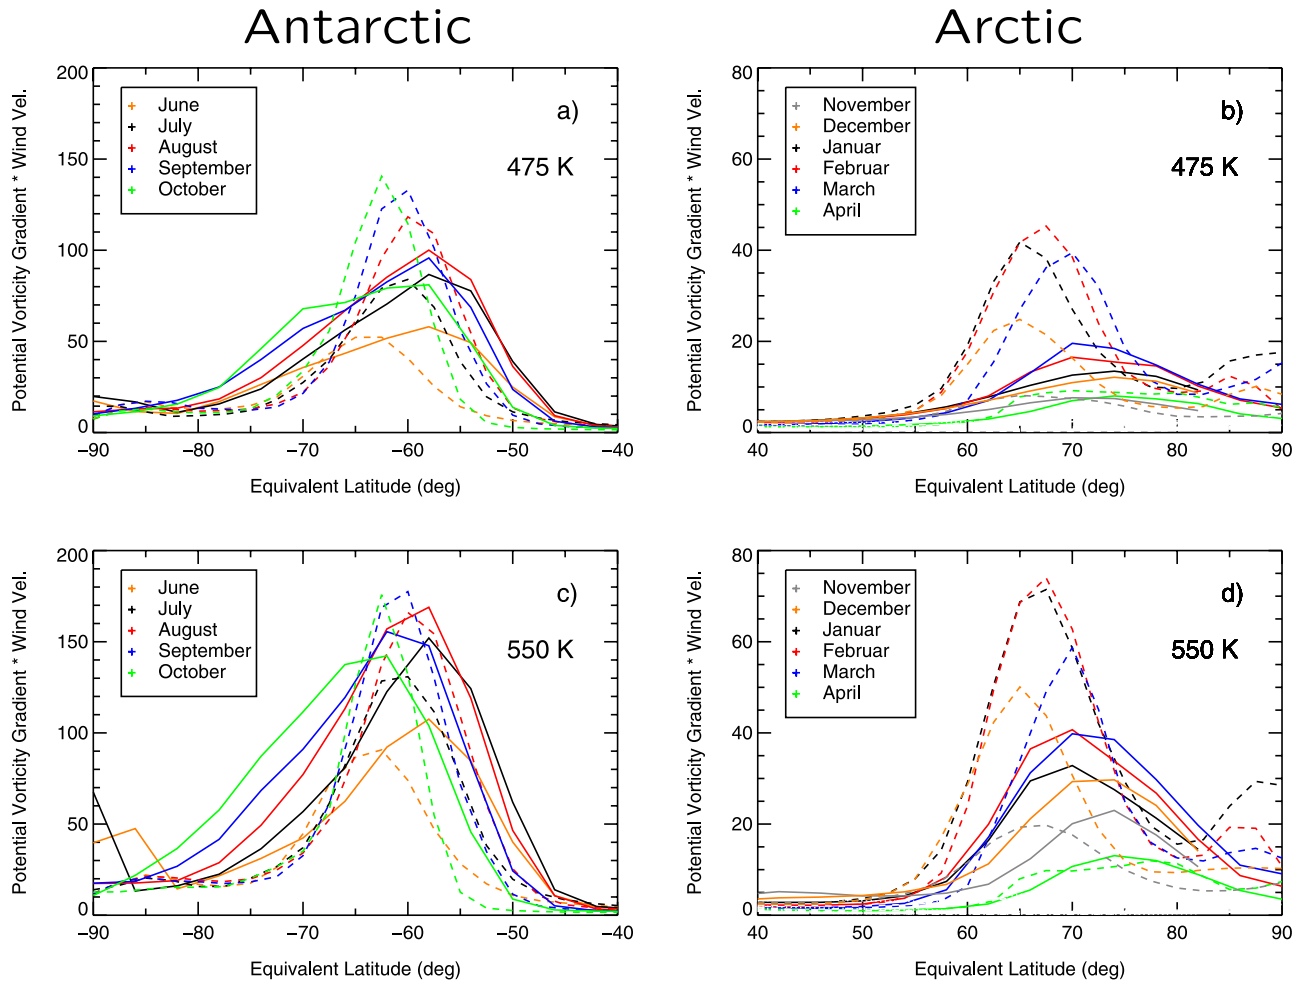 Antarctic
Arctic
200
150
100
50
0
Potential Vorticity Gradient * Wind Vel.
June
July
August
September
October
a)
475 K
−90
−80
−70
−60
−50
−40
Equivalent Latitude (deg)
80
60
40
20
0
Potential Vorticity Gradient * Wind Vel.
November
December
Januar
Februar
March
April
b)
475 K
40
50
60
70
80
90
Equivalent Latitude (deg)
200
150
100
50
0
Potential Vorticity Gradient * Wind Vel.
June
July
August
September
October
c)
550 K
−90
−80
−70
−60
−50
−40
Equivalent Latitude (deg)
80
60
40
20
0
Potential Vorticity Gradient * Wind Vel.
November
December
Januar
Februar
March
April
d)
550 K
40
50
60
70
80
90
Equivalent Latitude (deg)